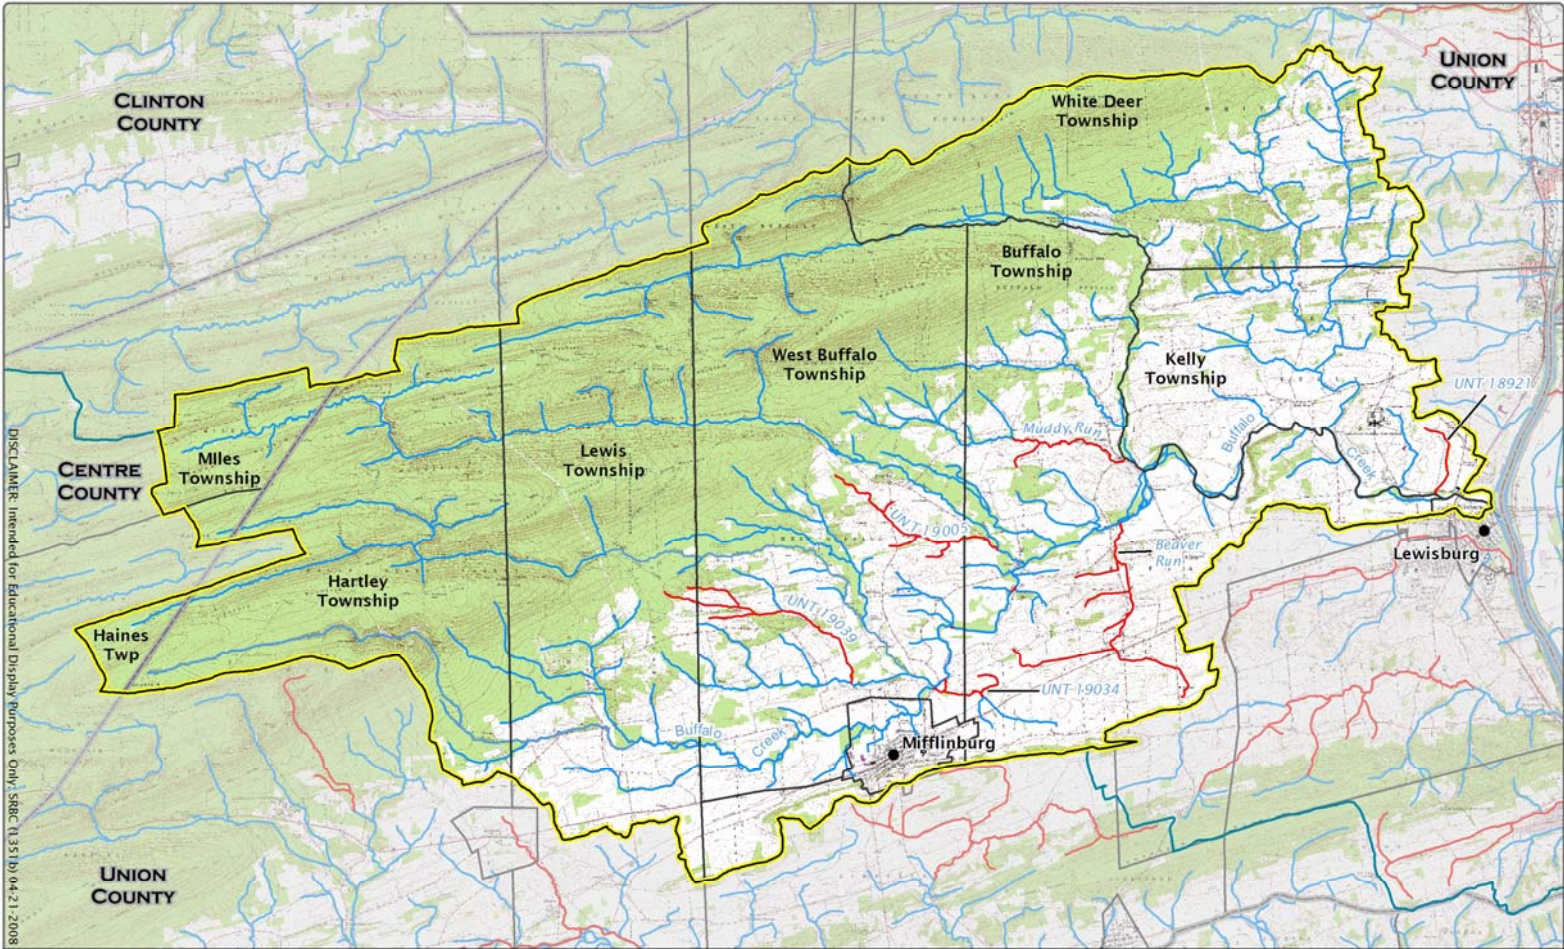 CLINTON
COUNTY
UNION
COUNTY
White Deer
Township
Buffalo
Township
West Buffalo
Township
Kelly
Township
UNT 18921
Muddy Run
Buffalo
Creek
Miles
Township
CENTRE
COUNTY
Lewis
Township
UNT 19005
Beaver
Run
Lewisburg
Hartley
Township
UNT 19039
Haines
Twp
UNT 19034
Buffalo
Creek
Mifflinburg
UNION
COUNTY
DISCLAIMER: Intended for Educational Display Purposes Only; SRBC (1351b) 04-21-2008